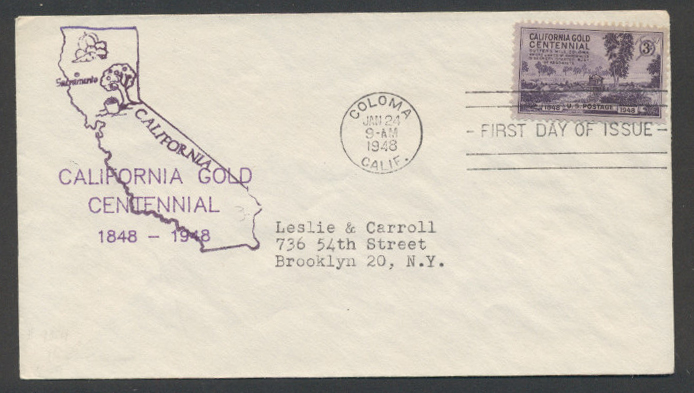 Sacramento
CALIFORNIA
CALIFORNIA GOLD
CENTENNIAL
1848 – 1948
COLOMA
JAN 24
9-AM
1948
CALIF.
CALIFORNIA GOLD
CENTENNIAL
3¢
1848 U.S. POSTAGE 1948
- FIRST DAY OF ISSUE -
Leslie & Carroll
736 54th Street
Brooklyn 20, N.Y.